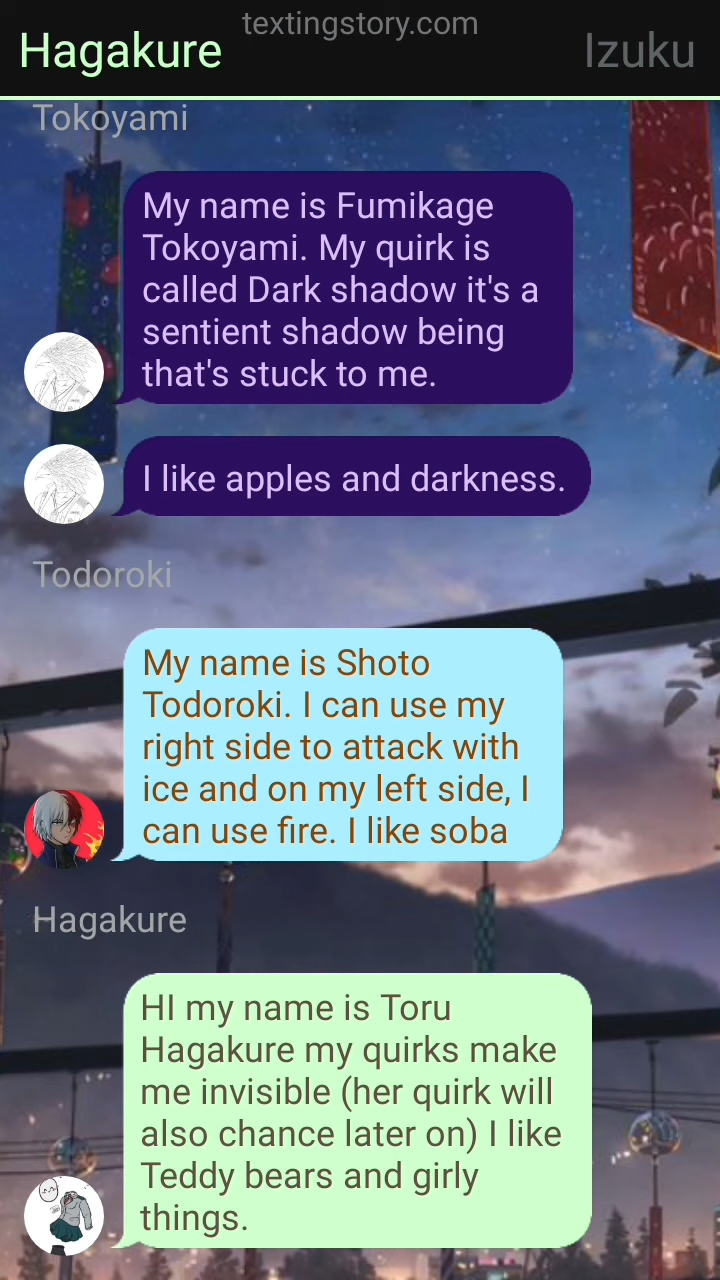 textingstory.com
Hagakure
Izuku
Tokoyami
My name is Fumikage
Tokoyami. My quirk is
called Dark shadow it's a
sentient shadow being
that's stuck to me.
I like apples and darkness.
Todoroki
My name is Shoto
Todoroki. I can use my
right side to attack with
ice and on my left side, I
can use fire. I like soba
Hagakure
HI my name is Toru
Hagakure my quirks make
me invisible (her quirk will
also chance later on) I like
Teddy bears and girly
things.